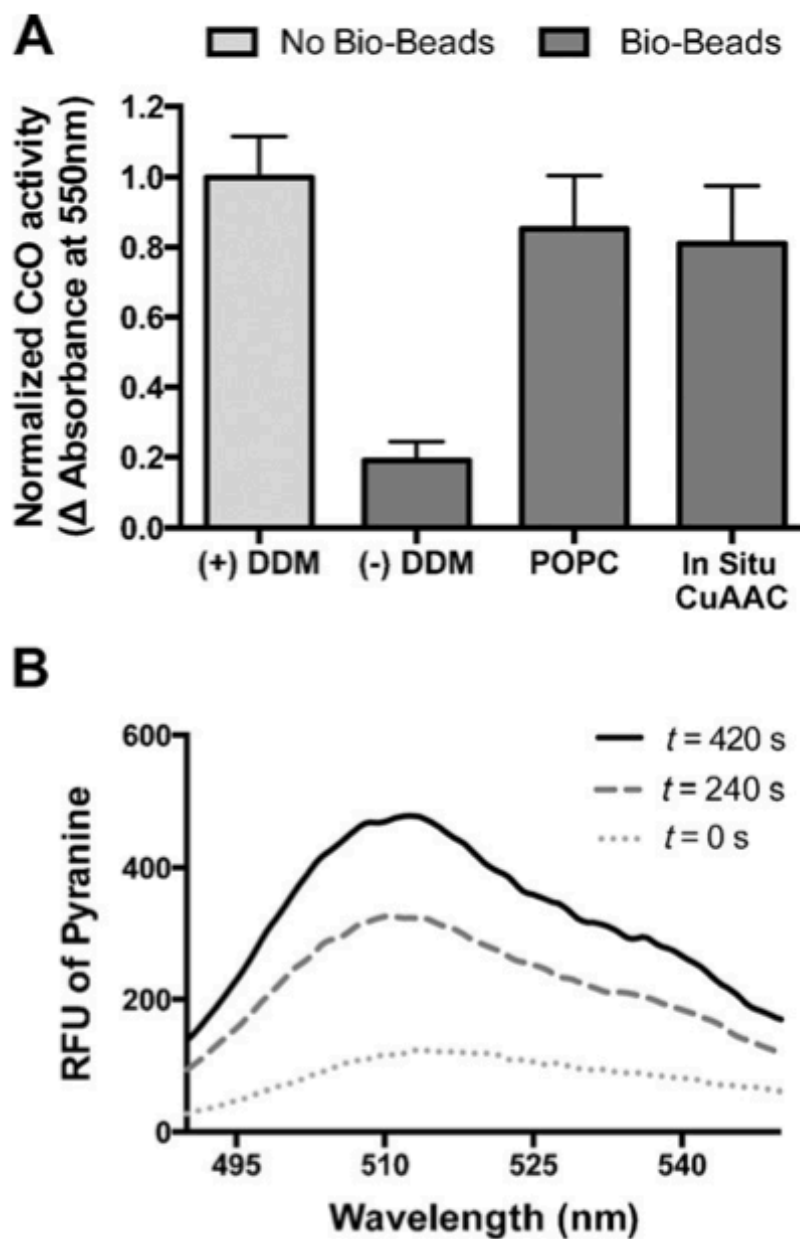 A
No Bio-Beads
Bio-Beads
Normalized CcO activity
(Δ Absorbance at 550nm)
1.2
1.0
0.8
0.6
0.4
0.2
0.0
(+) DDM
(-) DDM
POPC
In Situ
CuAAC
B
RFU of Pyranine
600
400
200
0
t = 420 s
t = 240 s
t = 0 s
495
510
525
540
Wavelength (nm)